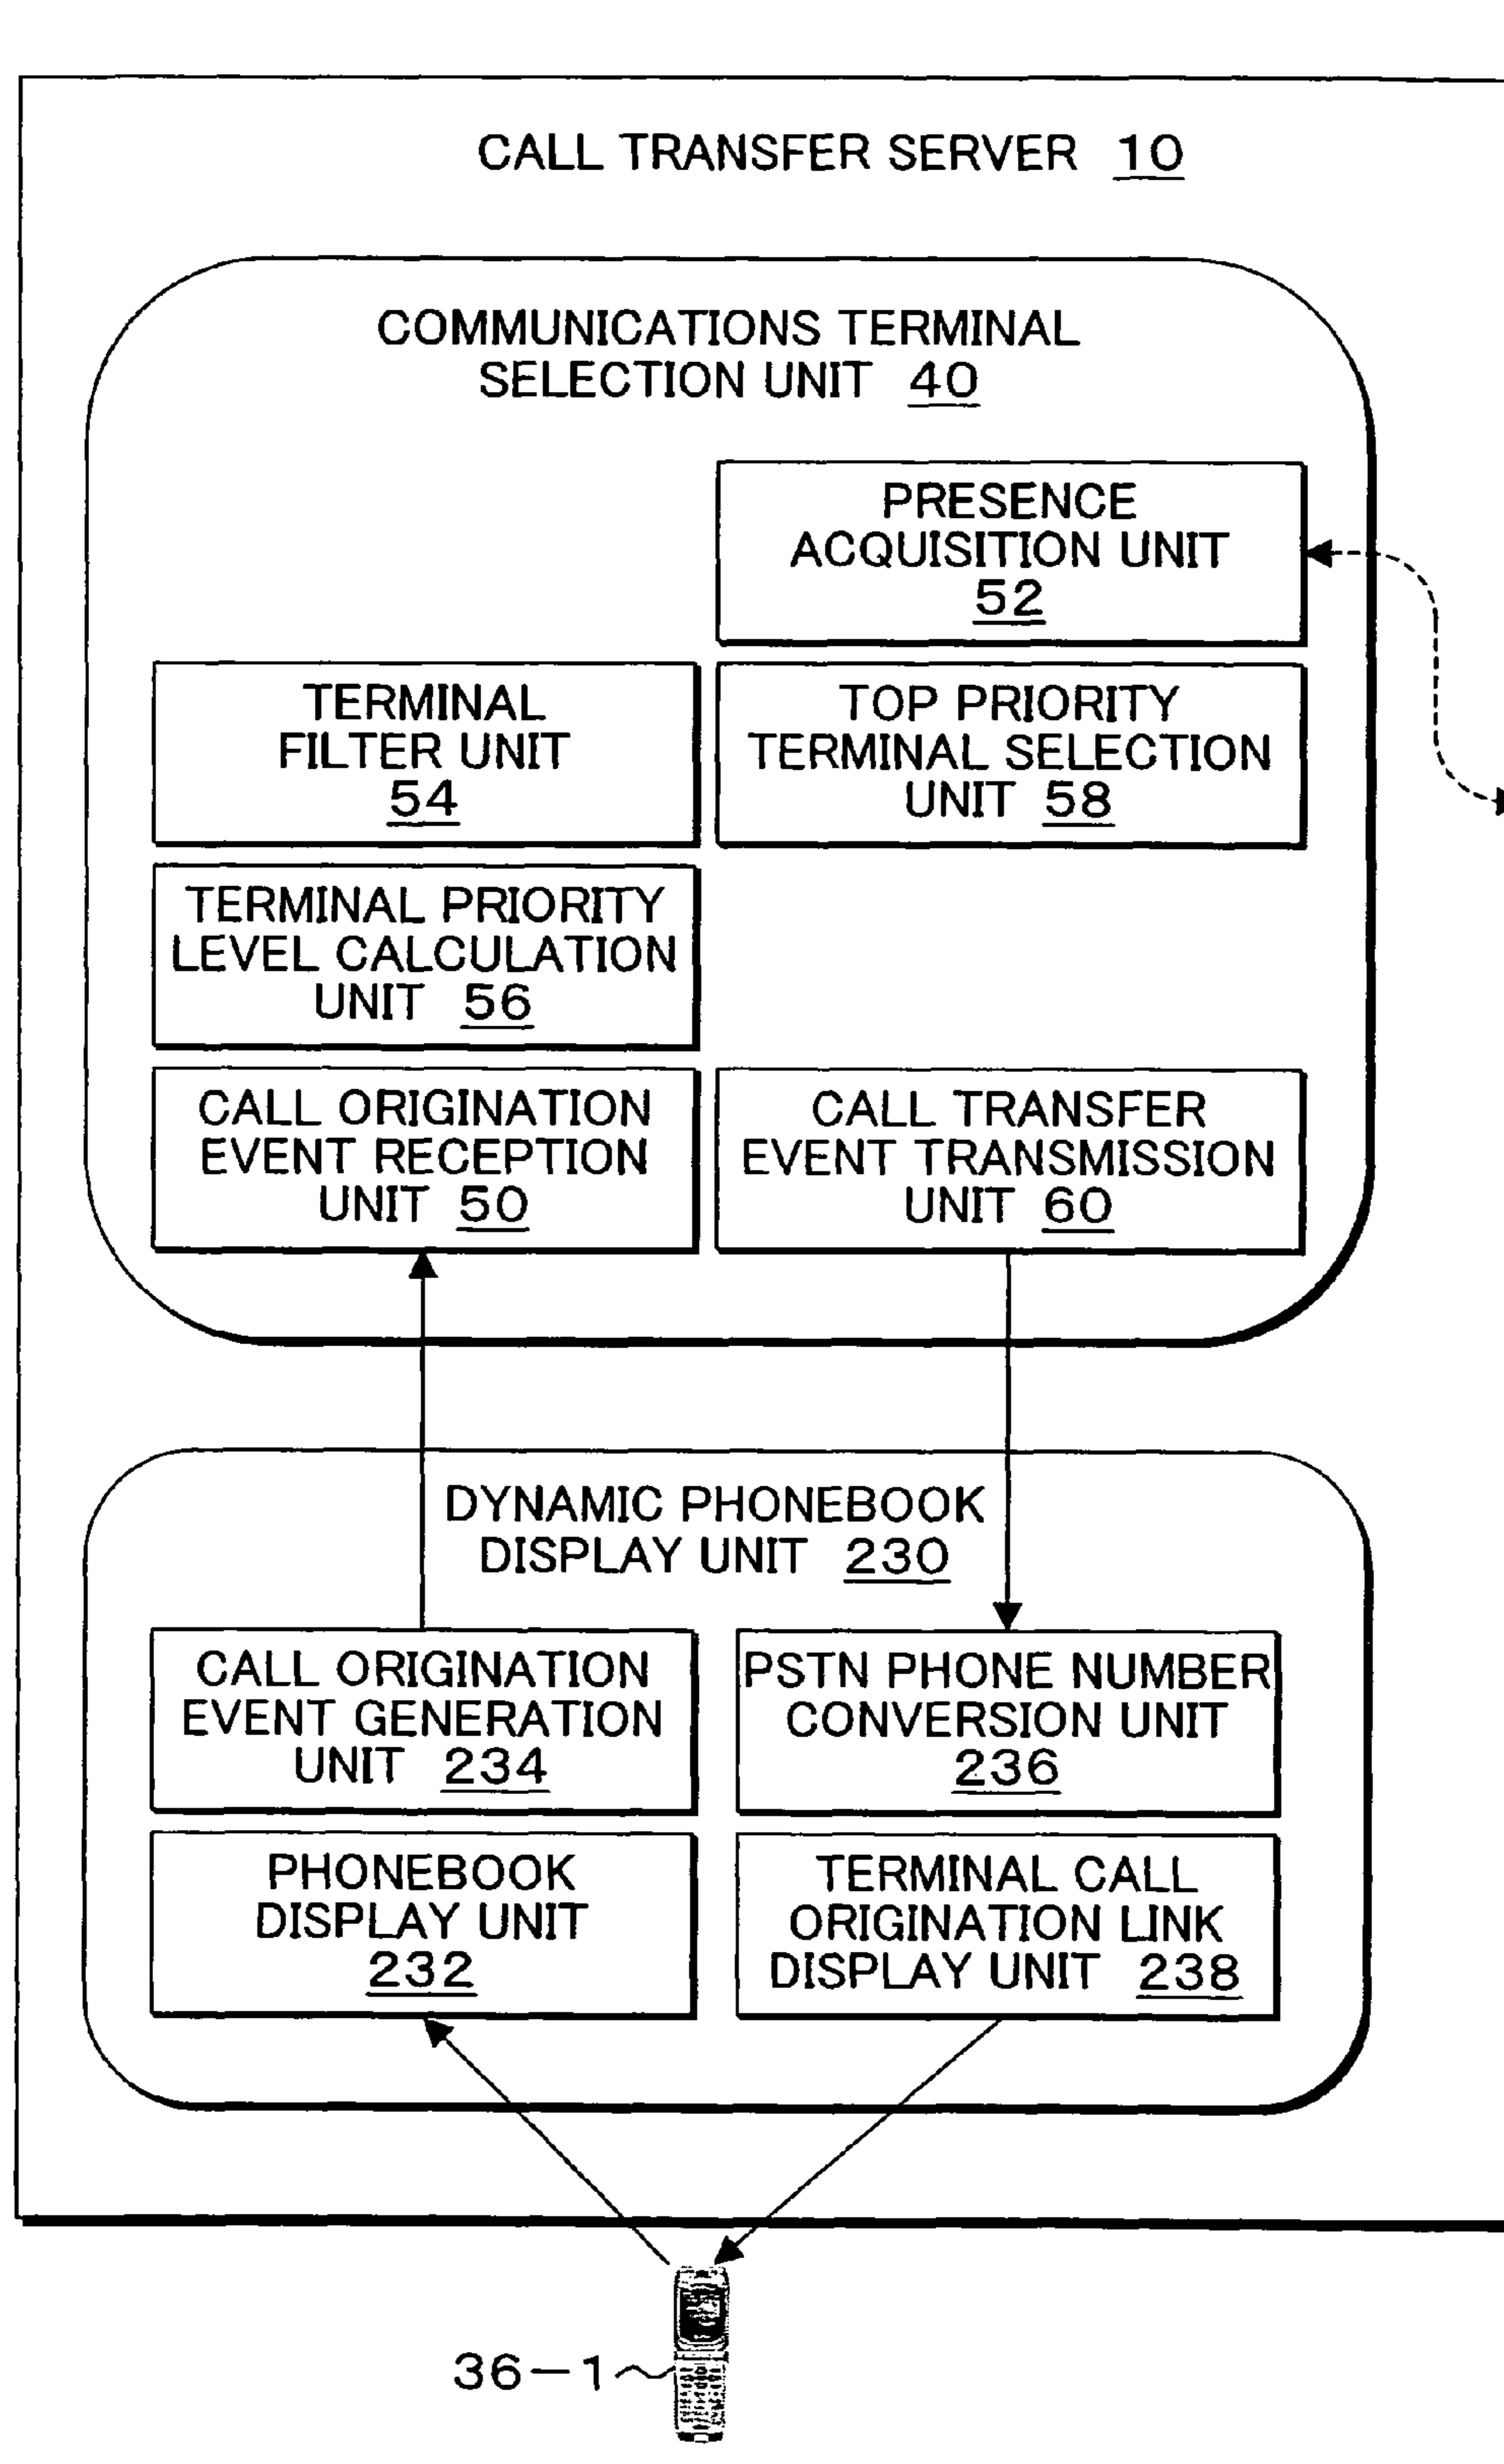 CALL TRANSFER SERVER 10
COMMUNICATIONS TERMINAL
SELECTION UNIT 40
PRESENCE
ACQUISITION UNIT
52
TERMINAL
FILTER UNIT
54
TOP PRIORITY
TERMINAL SELECTION
UNIT 58
TERMINAL PRIORITY
LEVEL CALCULATION
UNIT 56
CALL ORIGINATION
EVENT RECEPTION
UNIT 50
CALL TRANSFER
EVENT TRANSMISSION
UNIT 60
DYNAMIC PHONEBOOK
DISPLAY UNIT 230
CALL ORIGINATION
EVENT GENERATION
UNIT 234
PSTN PHONE NUMBER
CONVERSION UNIT
236
PHONEBOOK
DISPLAY UNIT
232
TERMINAL CALL
ORIGINATION LINK
DISPLAY UNIT 238
36-1